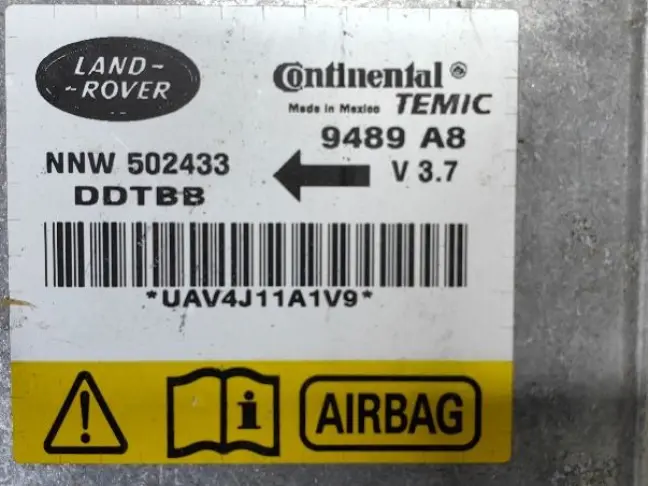 LAND-
-ROVER
Continental
Made in Mexico TEMIC
9489 A8
NNW 502433
V 3.7
DDTBB
*UAV4J11A1V9*
i
AIRBAG